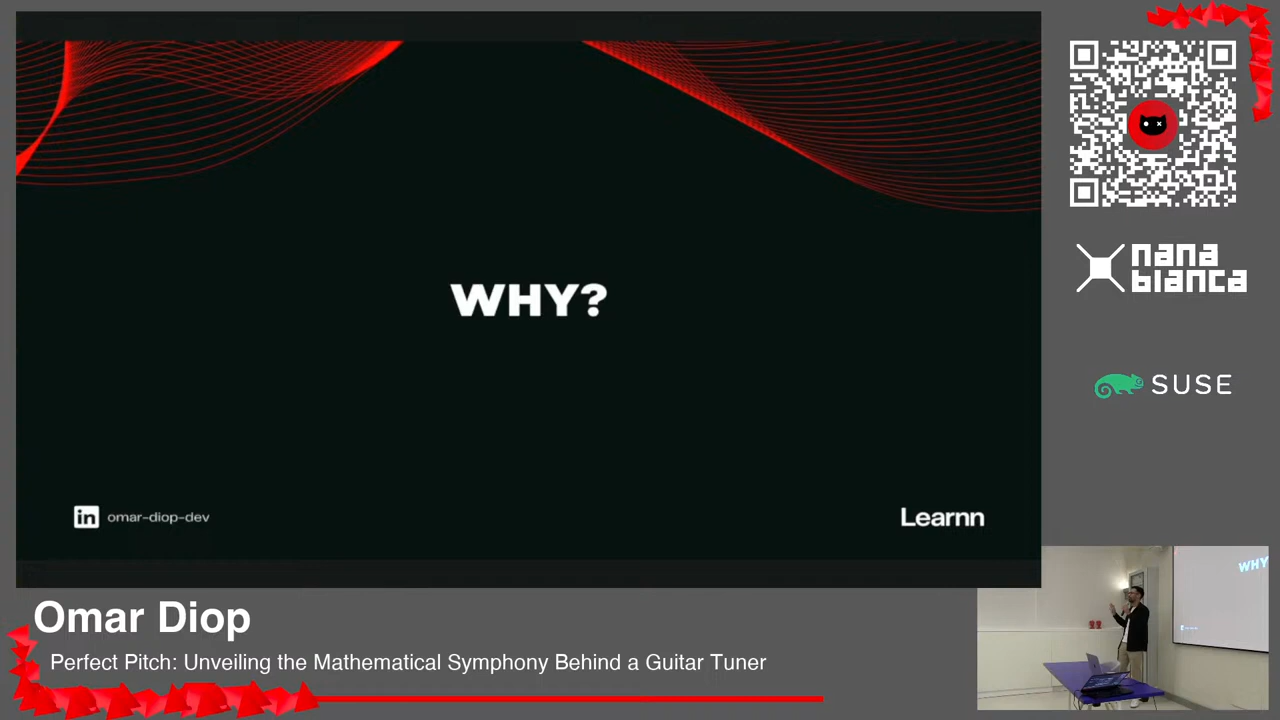 WHY?
in omar-diop-dev
Learnn
nana
bianca
SUSE
WHY
Omar Diop
Perfect Pitch: Unveiling the Mathematical Symphony Behind a Guitar Tuner